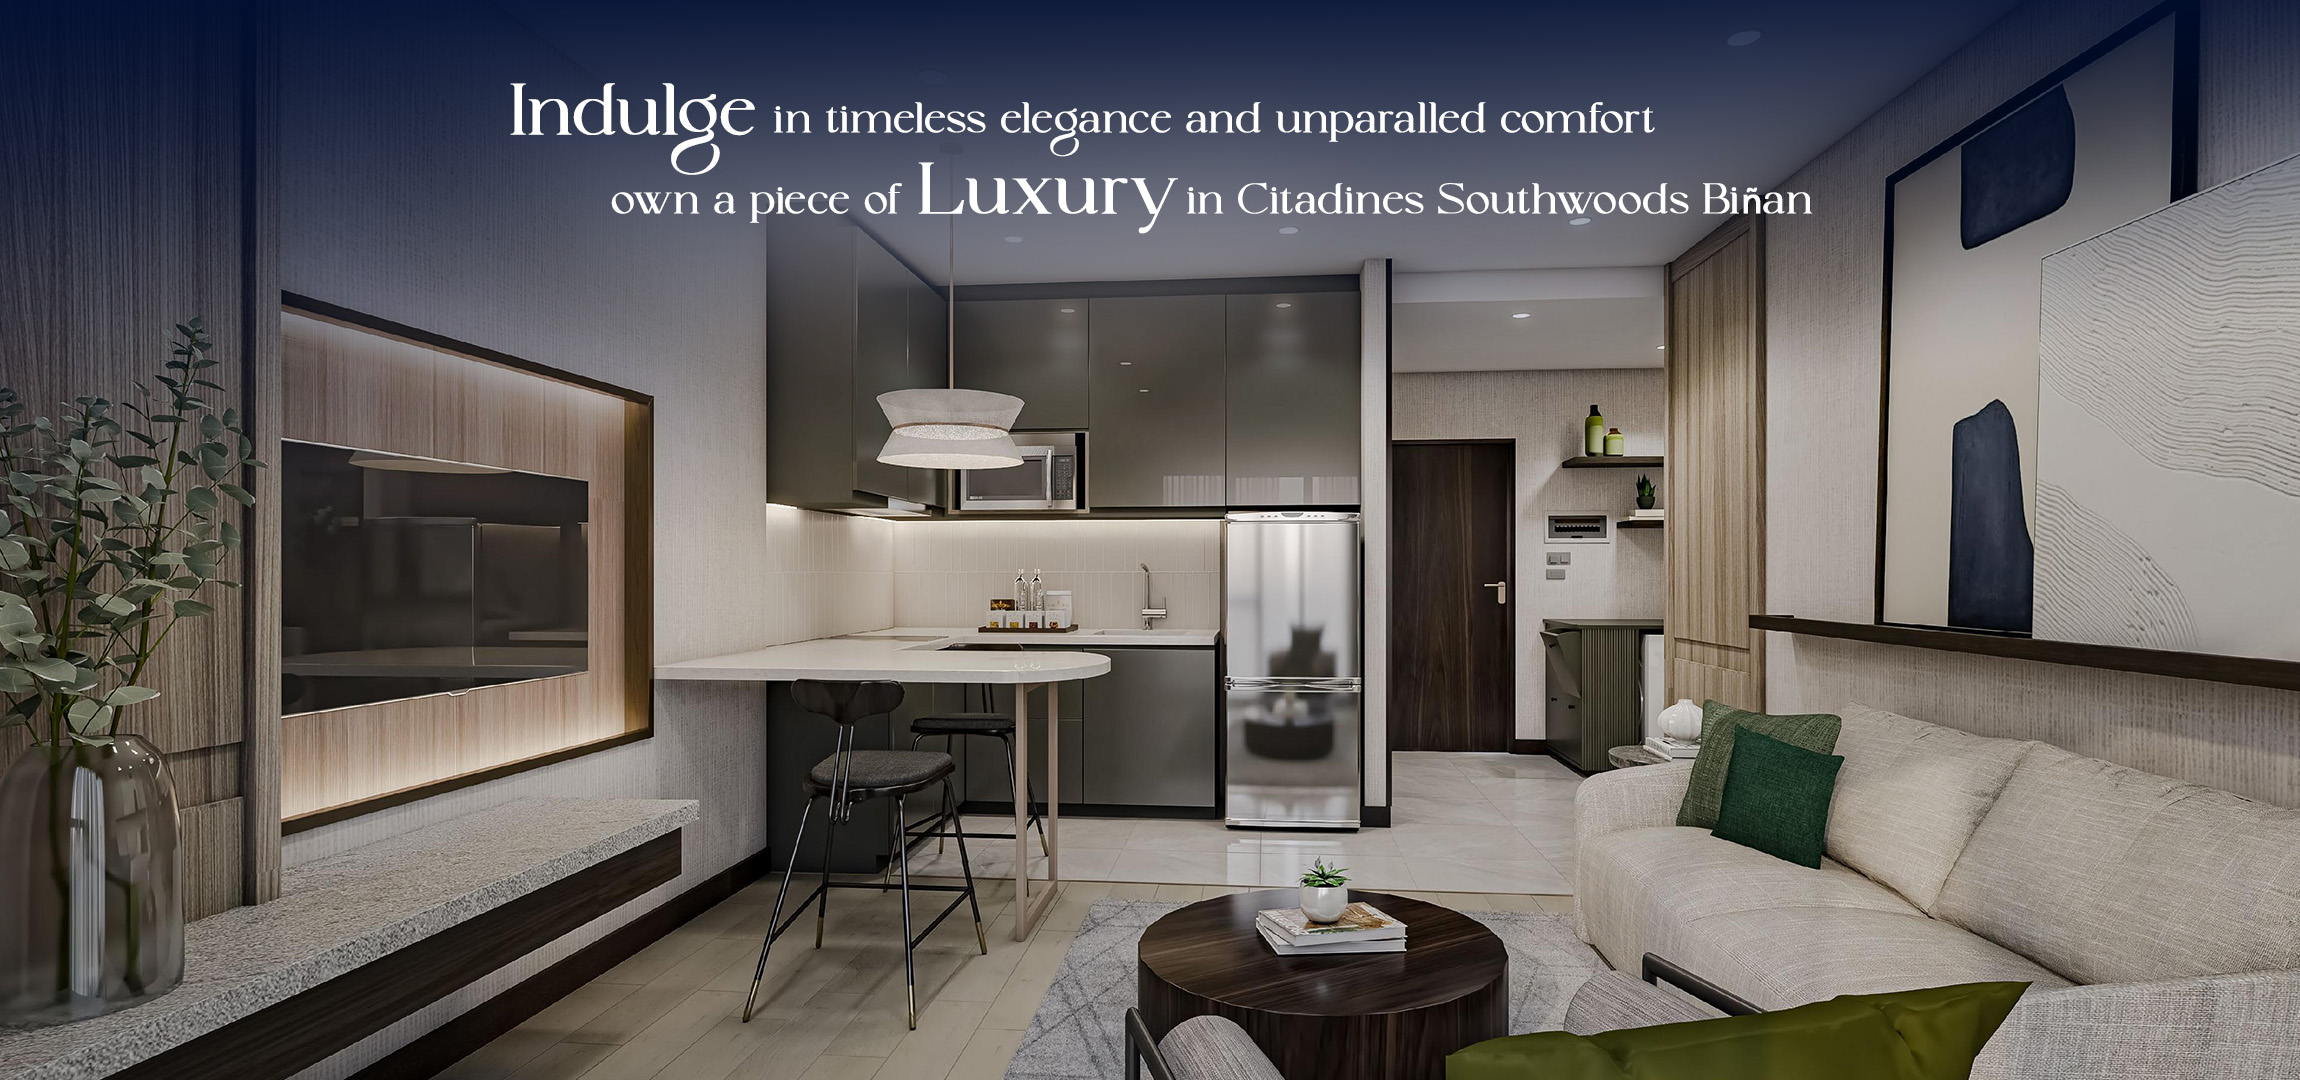 Indulge in timeless elegance and unparalled comfort
own a piece of Luxury in Citadines Southwoods Biñan